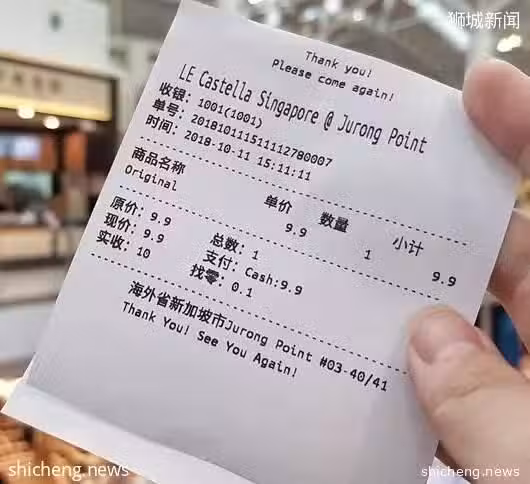 狮城新闻
Thank you!
Please come again!
LE Castella Singapore @ Jurong Point
收银: 1001(1001)
单号: 20181011151112780007
时间: 2018-10-11 15:11:11
商品名称 单价 数量 小计
Original 9.9 1 9.9
原价: 9.9 总数: 1
现价: 9.9 支付: Cash:9.9
实收: 10 找零: 0.1
海外省新加坡市Jurong Point #03-40/41
Thank You! See You Again!
shicheng.news
shicheng.news